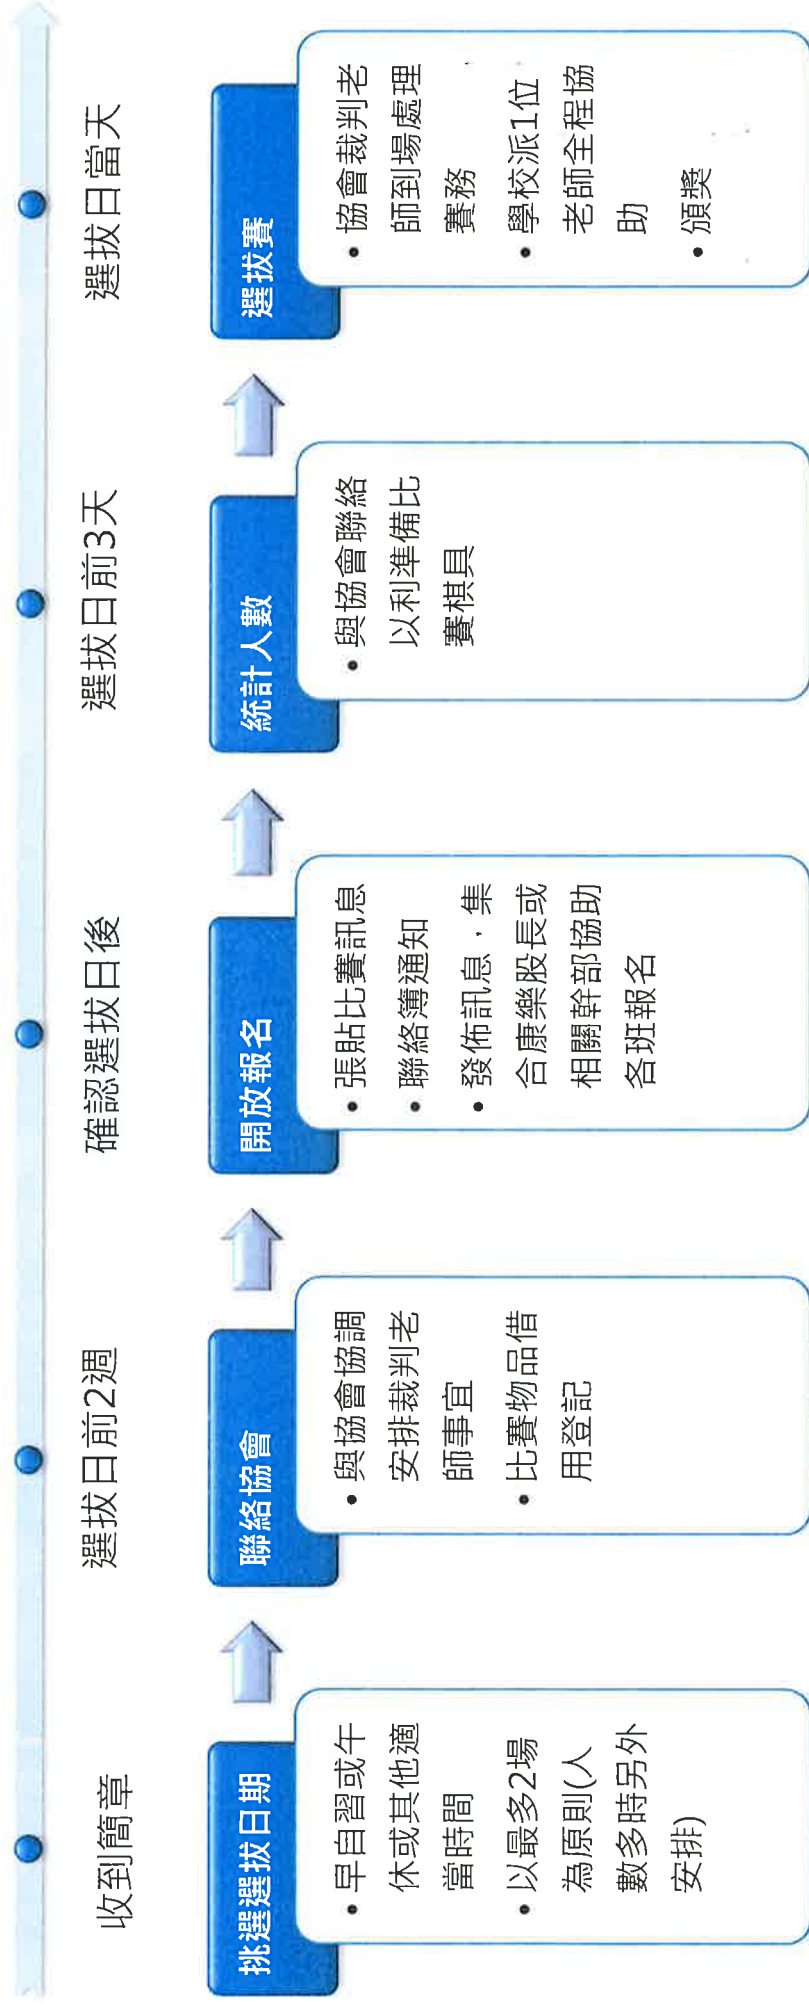 收到簡章
選拔日前2週
確認選拔日後
選拔日前3天
選拔日當天
挑選選拔日期
• 早自習或午
休或其他適
當時間
• 以最多2場
為原則(人
數多時另外
安排)
聯絡協會
• 與協會協調
安排裁判老
師事宜
• 比賽物品借
用登記
開放報名
• 張貼比賽訊息
• 聯絡簿通知
• 發佈訊息，集
合康樂股長或
相關幹部協助
各班報名
統計人數
• 與協會聯絡
以利準備比
賽棋具
選拔賽
• 協會裁判老
師到場處理
賽務
• 學校派1位
老師全程協
助
• 頒獎